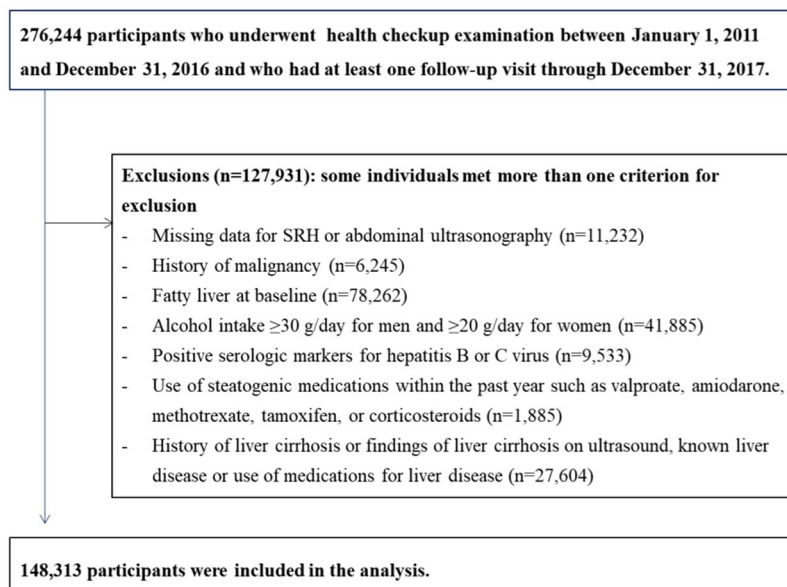 276,244 participants who underwent health checkup examination between January 1, 2011
and December 31, 2016 and who had at least one follow-up visit through December 31, 2017.
Exclusions (n=127,931): some individuals met more than one criterion for
exclusion
- Missing data for SRH or abdominal ultrasonography (n=11,232)
- History of malignancy (n=6,245)
- Fatty liver at baseline (n=78,262)
- Alcohol intake ≥30 g/day for men and ≥20 g/day for women (n=41,885)
- Positive serologic markers for hepatitis B or C virus (n=9,533)
- Use of steatogenic medications within the past year such as valproate, amiodarone,
methotrexate, tamoxifen, or corticosteroids (n=1,885)
- History of liver cirrhosis or findings of liver cirrhosis on ultrasound, known liver
disease or use of medications for liver disease (n=27,604)
148,313 participants were included in the analysis.